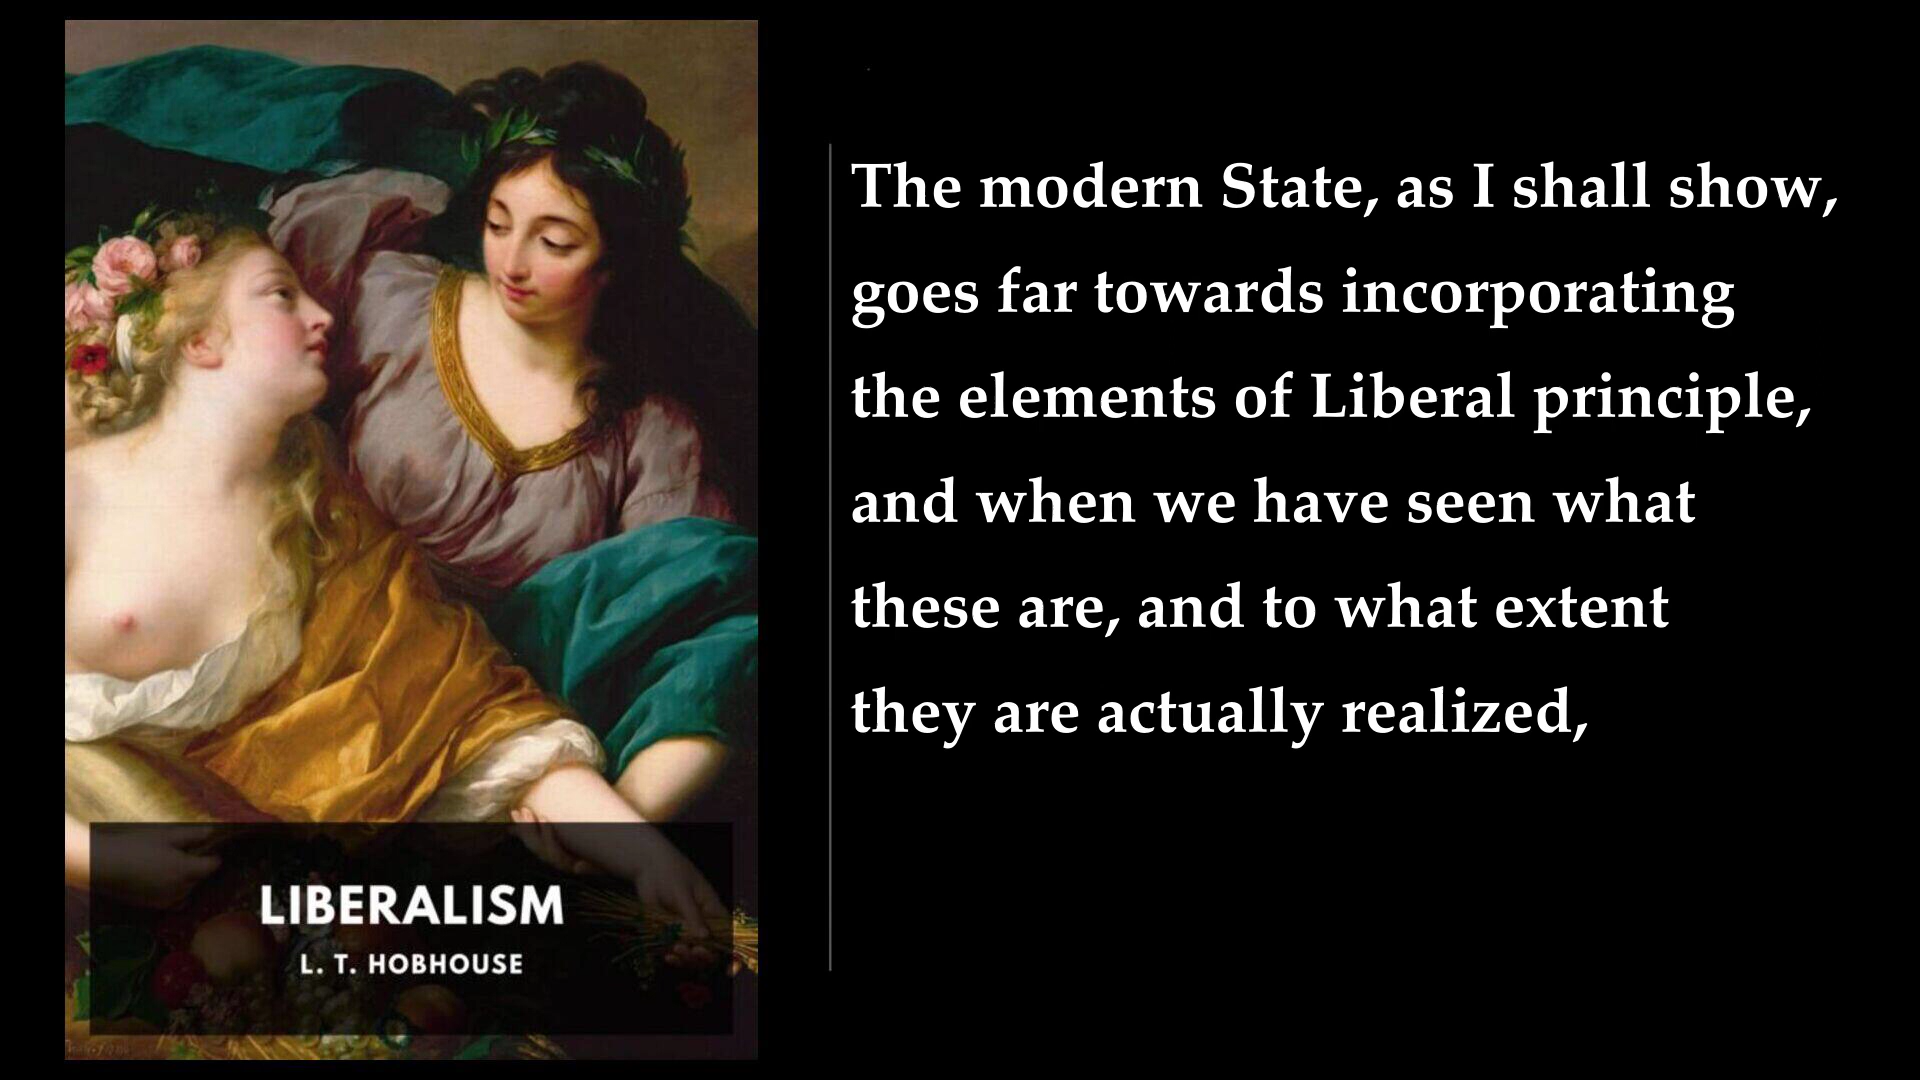 LIBERALISM
L. T. HOBHOUSE
The modern State, as I shall show,
goes far towards incorporating
the elements of Liberal principle,
and when we have seen what
these are, and to what extent
they are actually realized,